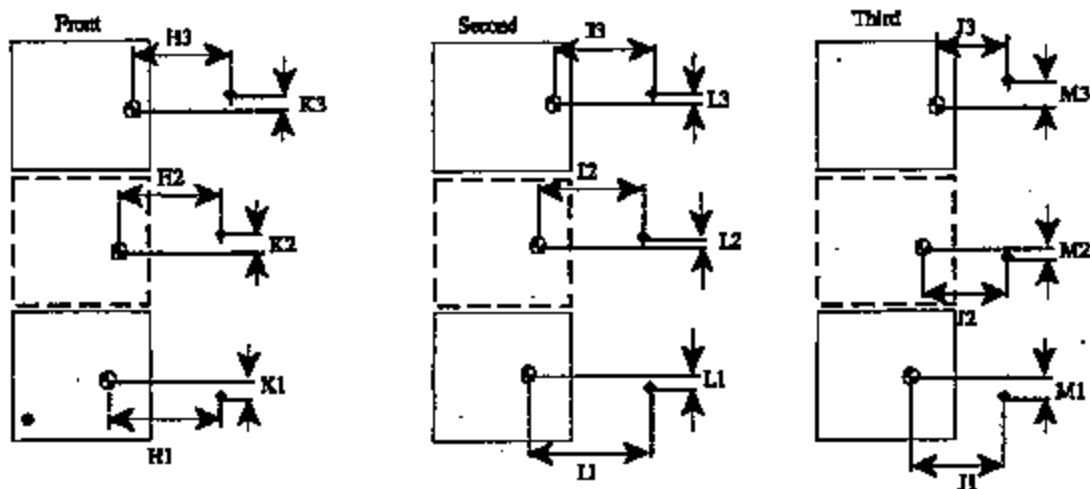 Front Second Third
H3 I3 J3
K3 L3 M3
H2 I2
K2 L2 M2
J2
K1 L1 M1
H1 I1 J1